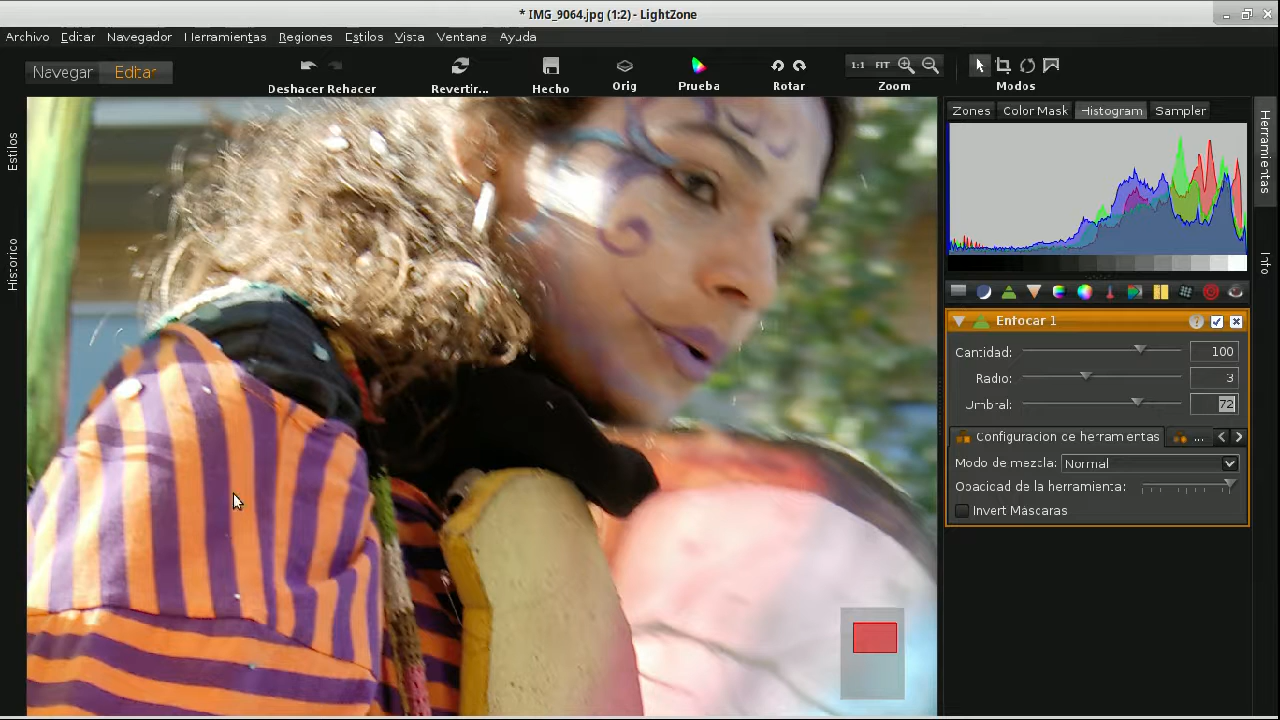 * IMG_9064.jpg (1:2) - LightZone
Archivo Editar Navegador Herramientas Regiones Estilos Vista Ventana Ayuda
Navegar Editar
Deshacer Rehacer Revertir... Hecho Orig Prueba Rotar Zoom Modos
1:1 FIT
Estilos
Historico
Zones Color Mask Histogram Sampler
Herramientas
Info
Enfocar 1
Cantidad: 100
Radio: 3
Umbral: 72
Configuracion de herramientas ...
Modo de mezcla: Normal
Opacidad de la herramienta:
Invert Mascaras